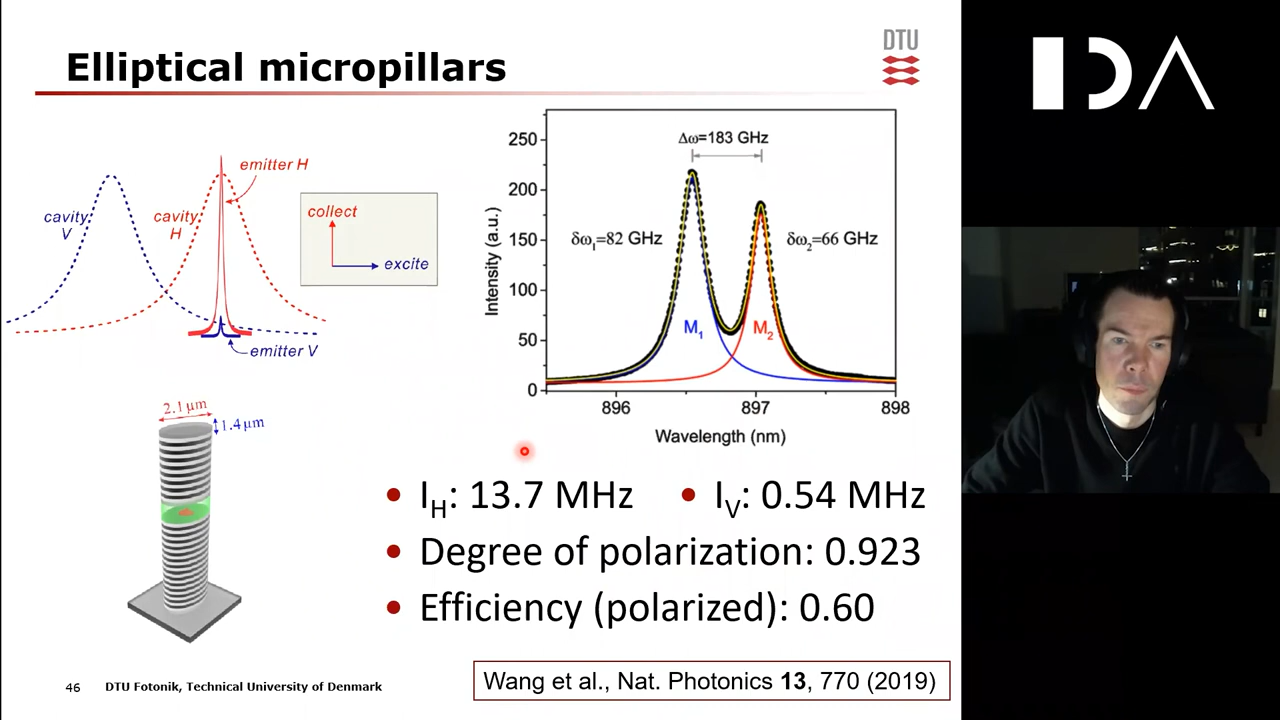 Elliptical micropillars
DTU
IDA
emitter H
cavity V
cavity H
collect
excite
emitter V
2.1 μm
1.4 μm
Δω=183 GHz
δω₁=82 GHz
δω₂=66 GHz
M₁
M₂
Intensity (a.u.)
250
200
150
100
50
0
896
897
898
Wavelength (nm)
• I_H: 13.7 MHz
• I_V: 0.54 MHz
• Degree of polarization: 0.923
• Efficiency (polarized): 0.60
Wang et al., Nat. Photonics 13, 770 (2019)
46
DTU Fotonik, Technical University of Denmark